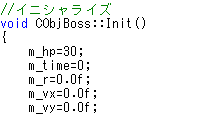 //イニシャライズ
void CObjBoss::Init()
{
m_hp=30;
m_time=0;
m_r=0.0f;
m_vx=0.0f;
m_vy=0.0f;